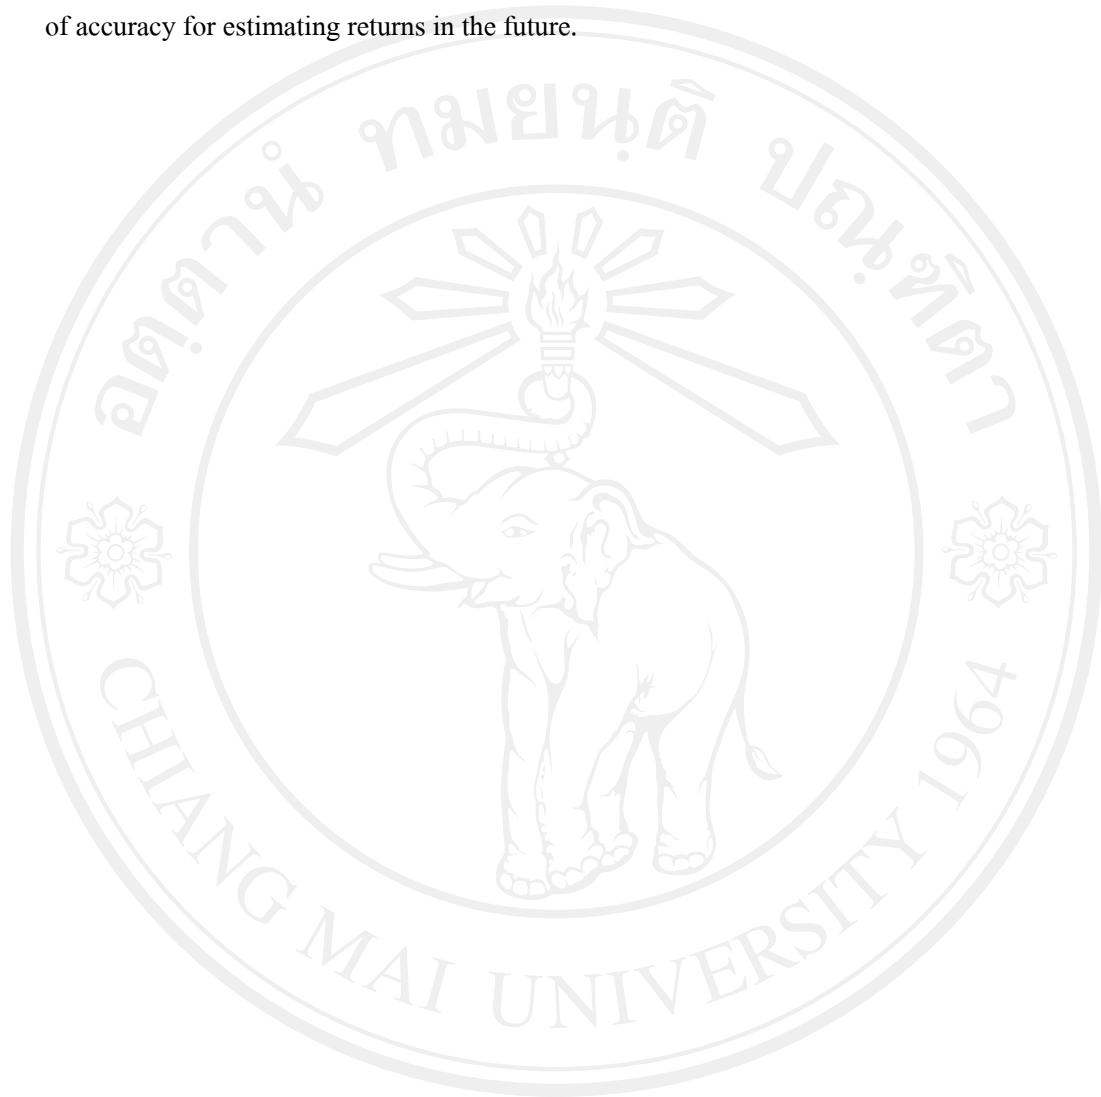 of accuracy for estimating returns in the future.
อตฺตานํ ทมยนฺติ ปณฺฑิตา
CHIANG MAI UNIVERSITY 1964